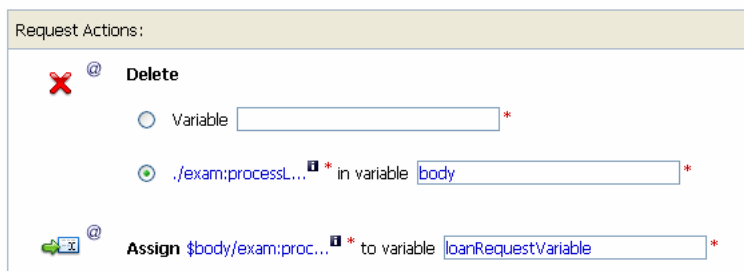 Request Actions:
@ Delete
Variable *
./exam:processL... i * in variable body *
@ Assign $body/exam:proc... i * to variable loanRequestVariable *